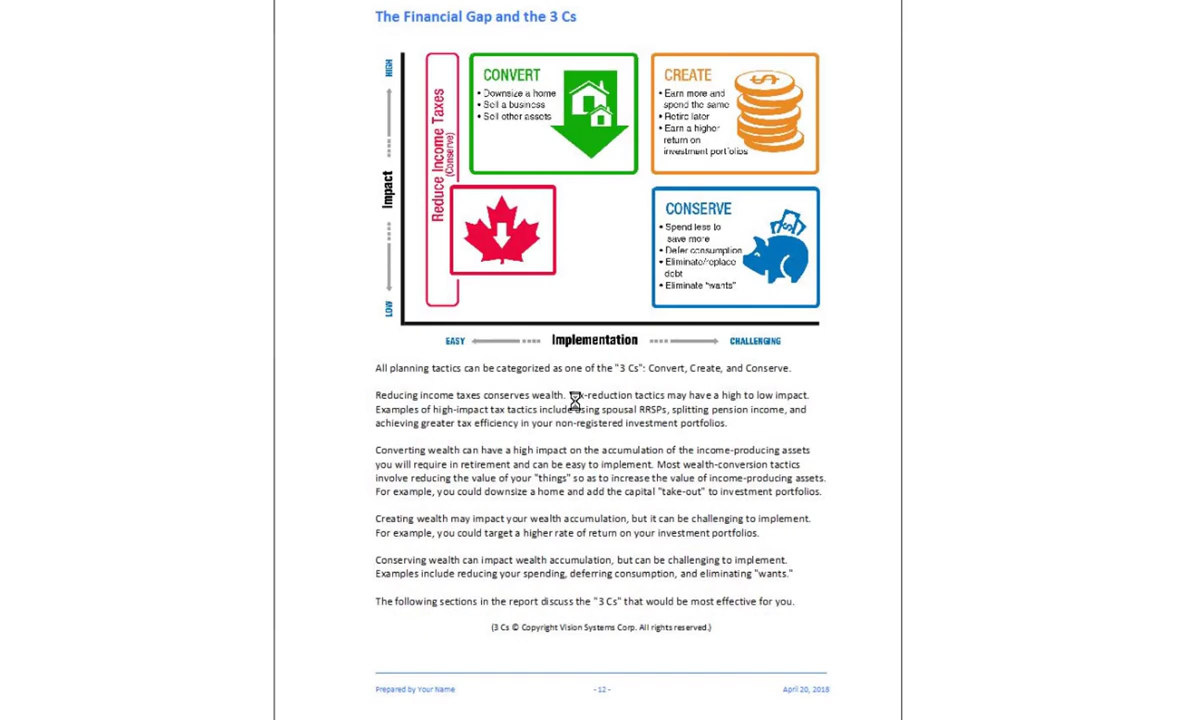 The Financial Gap and the 3 Cs
HIGH
Impact
LOW
Reduce Income Taxes
(Conserve)
CONVERT
• Downsize a home
• Sell a business
• Sell other assets
CREATE
• Earn more and
spend the same
• Retire later
• Earn a higher
return on
investment portfolios
CONSERVE
• Spend less to
save more
• Defer consumption
• Eliminate/replace
debt
• Eliminate "wants"
EASY
Implementation
CHALLENGING
All planning tactics can be categorized as one of the "3 Cs": Convert, Create, and Conserve.
Reducing income taxes conserves wealth. -reduction tactics may have a high to low impact.
Examples of high-impact tax tactics include using spousal RRSPs, splitting pension income, and
achieving greater tax efficiency in your non-registered investment portfolios.
Converting wealth can have a high impact on the accumulation of the income-producing assets
you will require in retirement and can be easy to implement. Most wealth-conversion tactics
involve reducing the value of your "things" so as to increase the value of income-producing assets.
For example, you could downsize a home and add the capital "take-out" to investment portfolios.
Creating wealth may impact your wealth accumulation, but it can be challenging to implement.
For example, you could target a higher rate of return on your investment portfolios.
Conserving wealth can impact wealth accumulation, but can be challenging to implement.
Examples include reducing your spending, deferring consumption, and eliminating "wants."
The following sections in the report discuss the "3 Cs" that would be most effective for you.
(3 Cs © Copyright Vision Systems Corp. All rights reserved.)
Prepared by Your Name
- 12 -
April 20, 2018